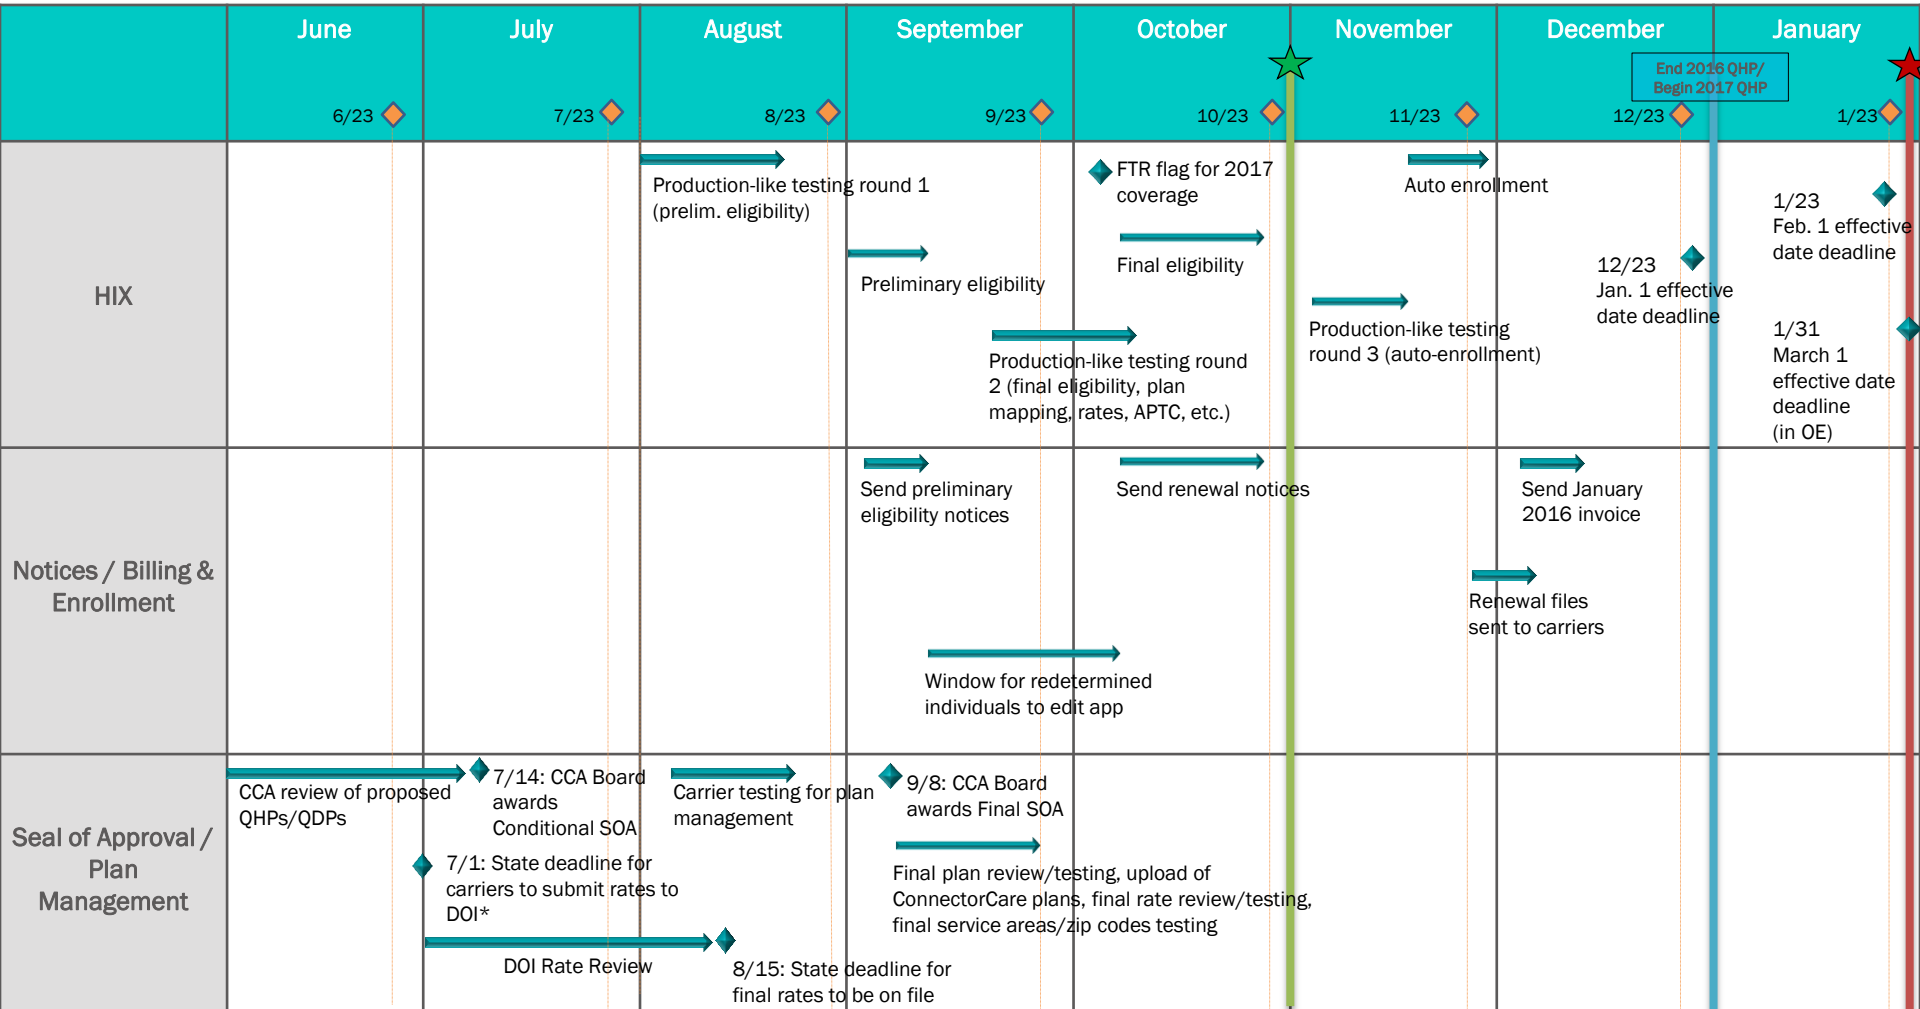 June
July
August
September
October
November
December
January
End 2016 QHP/
Begin 2017 QHP
6/23
7/23
8/23
9/23
10/23
11/23
12/23
1/23
HIX
Production-like testing round 1
(prelim. eligibility)
Preliminary eligibility
Production-like testing round
2 (final eligibility, plan
mapping, rates, APTC, etc.)
FTR flag for 2017
coverage
Final eligibility
Auto enrollment
Production-like testing
round 3 (auto-enrollment)
12/23
Jan. 1 effective
date deadline
1/23
Feb. 1 effective
date deadline
1/31
March 1
effective date
deadline
(in OE)
Notices / Billing &
Enrollment
Send preliminary
eligibility notices
Send renewal notices
Send January
2016 invoice
Renewal files
sent to carriers
Window for redetermined
individuals to edit app
Seal of Approval /
Plan
Management
CCA review of proposed
QHPs/QDPs
7/14: CCA Board
awards
Conditional SOA
7/1: State deadline for
carriers to submit rates to
DOI*
DOI Rate Review
Carrier testing for plan
management
8/15: State deadline for
final rates to be on file
9/8: CCA Board
awards Final SOA
Final plan review/testing, upload of
ConnectorCare plans, final rate review/testing,
final service areas/zip codes testing